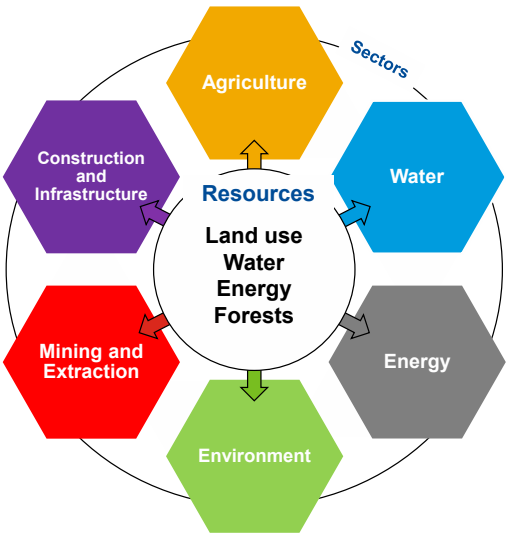 Sectors
Agriculture
Construction
and
Infrastructure
Water
Resources
Land use
Water
Energy
Forests
Mining and
Extraction
Energy
Environment